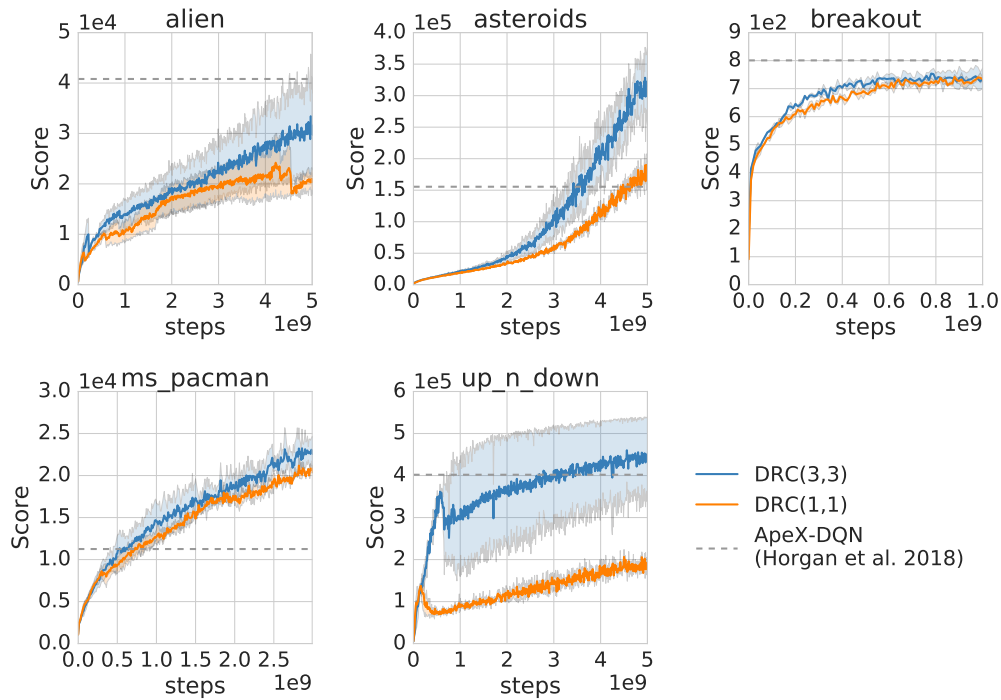 alien
1e4
Score
5
4
3
2
1
0
0 1 2 3 4 5
steps
1e9
asteroids
1e5
Score
4.0
3.5
3.0
2.5
2.0
1.5
1.0
0.5
0.0
0 1 2 3 4 5
steps
1e9
breakout
1e2
Score
9
8
7
6
5
4
3
2
1
0
0.0 0.2 0.4 0.6 0.8 1.0
steps
1e9
ms_pacman
1e4
Score
3.0
2.5
2.0
1.5
1.0
0.5
0.0
0.0 0.5 1.0 1.5 2.0 2.5
steps
1e9
up_n_down
1e5
Score
6
5
4
3
2
1
0
0 1 2 3 4 5
steps
1e9
DRC(3,3)
DRC(1,1)
ApeX-DQN
(Horgan et al. 2018)